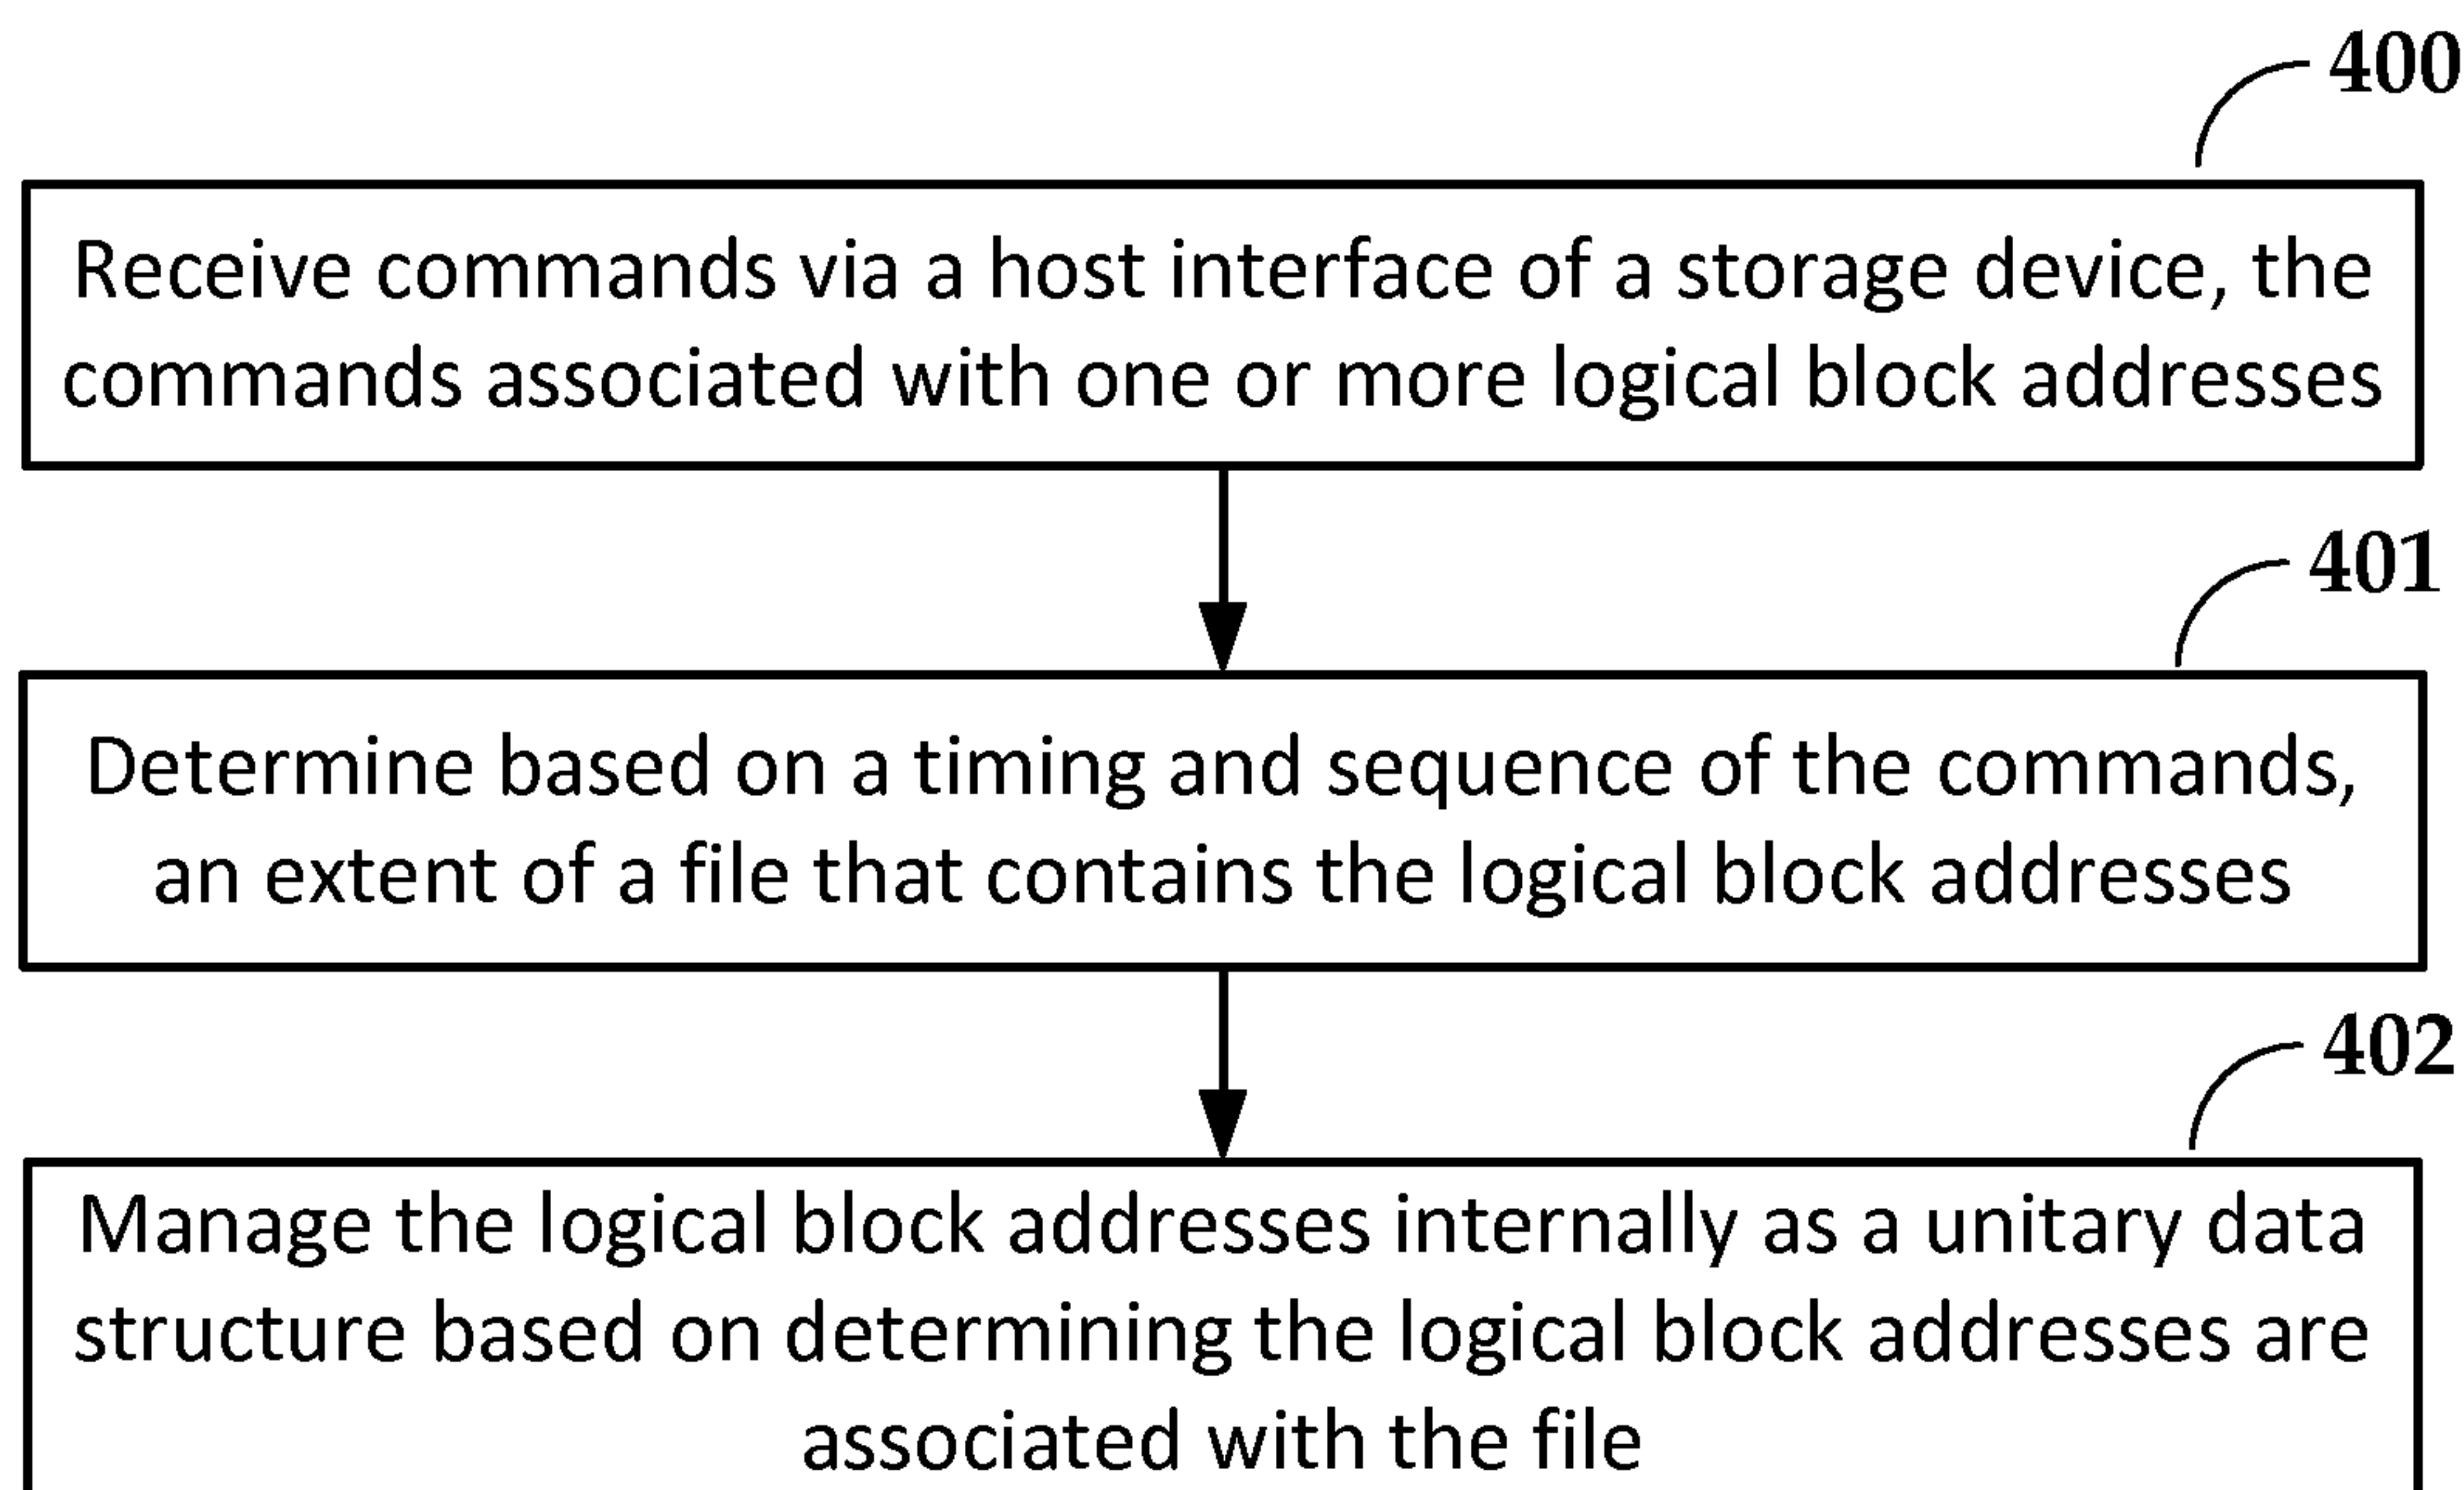 400
Receive commands via a host interface of a storage device, the
commands associated with one or more logical block addresses
401
Determine based on a timing and sequence of the commands,
an extent of a file that contains the logical block addresses
402
Manage the logical block addresses internally as a unitary data
structure based on determining the logical block addresses are
associated with the file